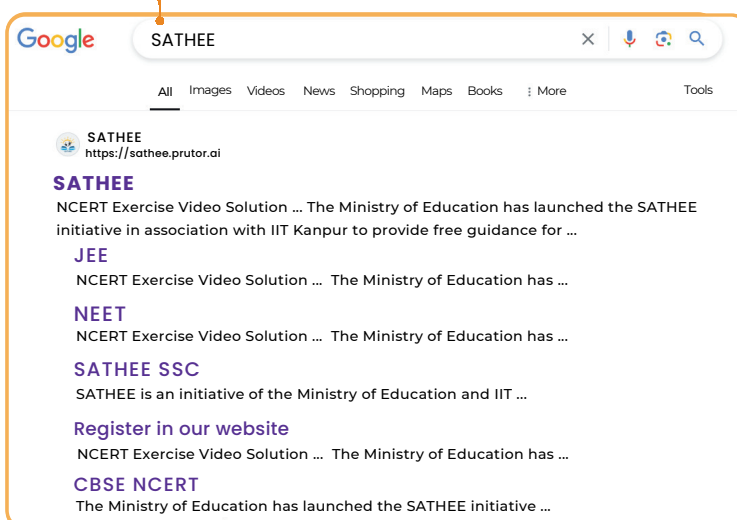 Google SATHEE
All Images Videos News Shopping Maps Books More Tools
SATHEE
https://sathee.prutor.ai
SATHEE
NCERT Exercise Video Solution ... The Ministry of Education has launched the SATHEE
initiative in association with IIT Kanpur to provide free guidance for ...
JEE
NCERT Exercise Video Solution ... The Ministry of Education has ...
NEET
NCERT Exercise Video Solution ... The Ministry of Education has ...
SATHEE SSC
SATHEE is an initiative of the Ministry of Education and IIT ...
Register in our website
NCERT Exercise Video Solution ... The Ministry of Education has ...
CBSE NCERT
The Ministry of Education has launched the SATHEE initiative ...